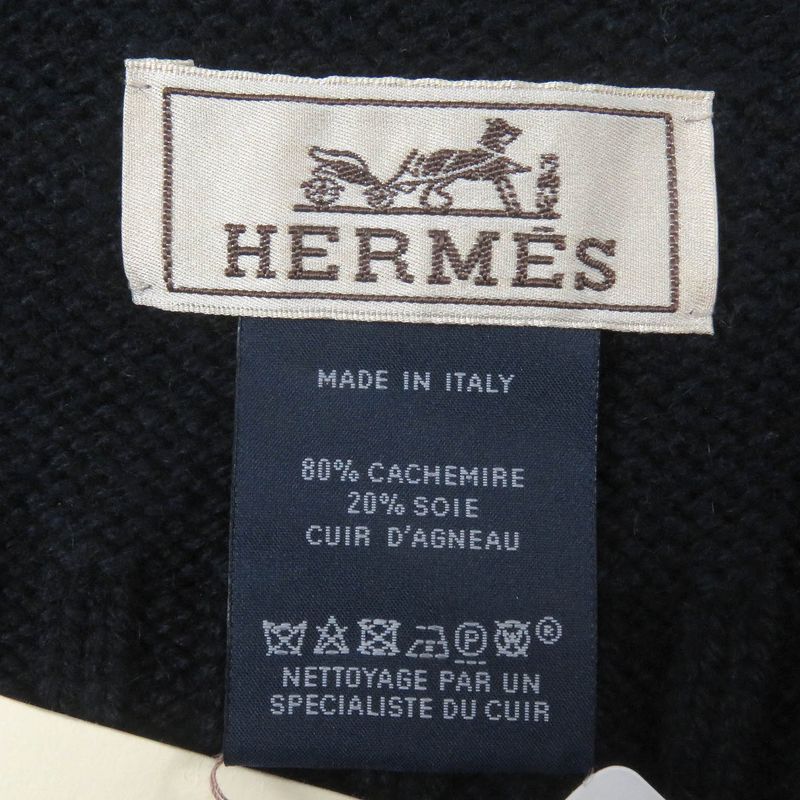 HERMÈS
MADE IN ITALY
80% CACHEMIRE
20% SOIE
CUIR D'AGNEAU
P W ®
NETTOYAGE PAR UN
SPECIALISTE DU CUIR